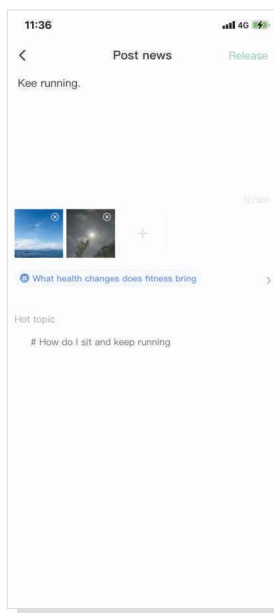 11:36
4G
Post news
Release
Kee running.
12/500
What health changes does fitness bring
Hot topic
# How do I sit and keep running